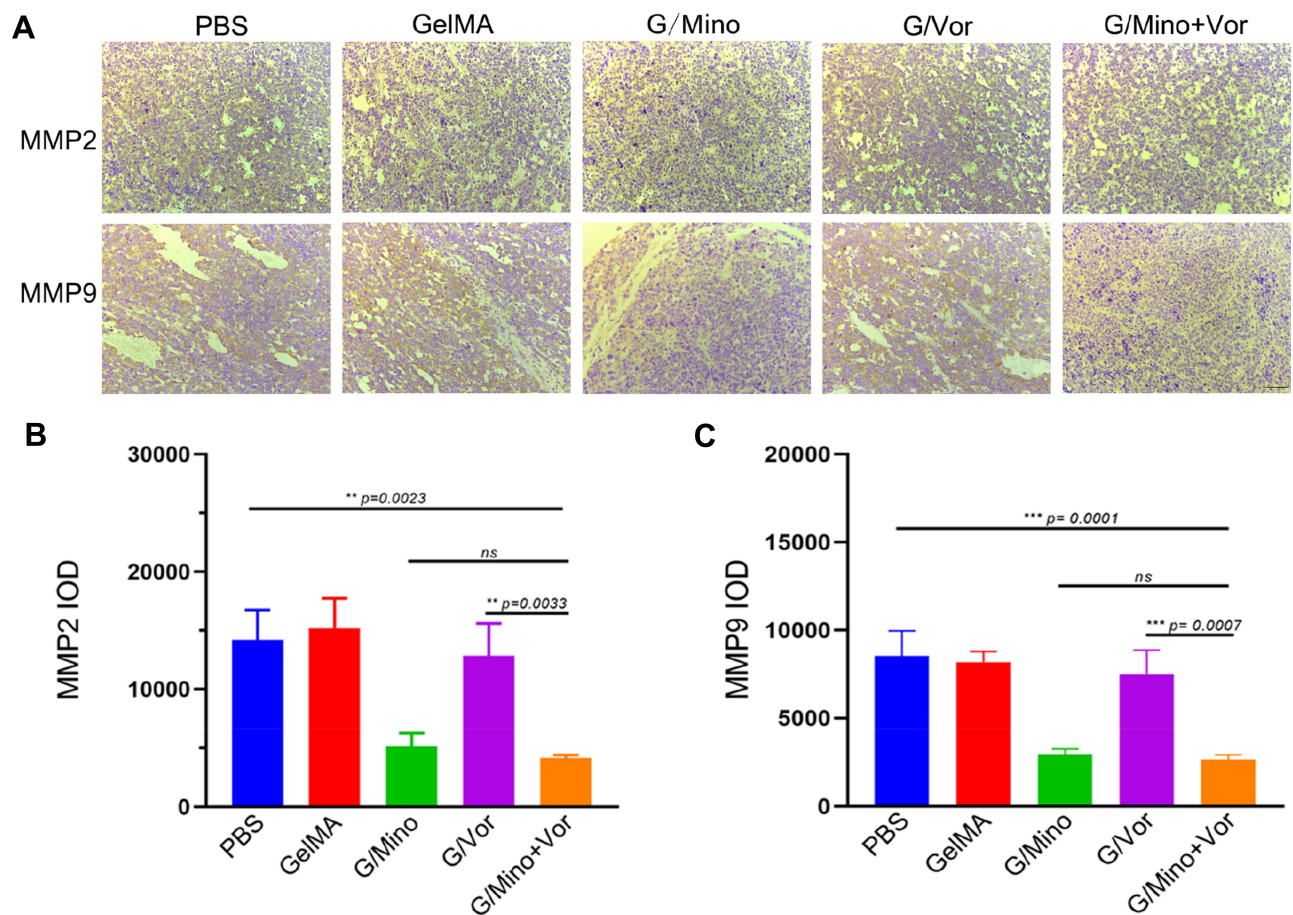 A
PBS GelMA G/Mino G/Vor G/Mino+Vor
MMP2
MMP9
B
MMP2 IOD
30000
20000
10000
0
** p=0.0023
ns
** p=0.0033
PBS GelMA G/Mino G/Vor G/Mino+Vor
C
MMP9 IOD
20000
15000
10000
5000
0
*** p= 0.0001
ns
*** p= 0.0007
PBS GelMA G/Mino G/Vor G/Mino+Vor